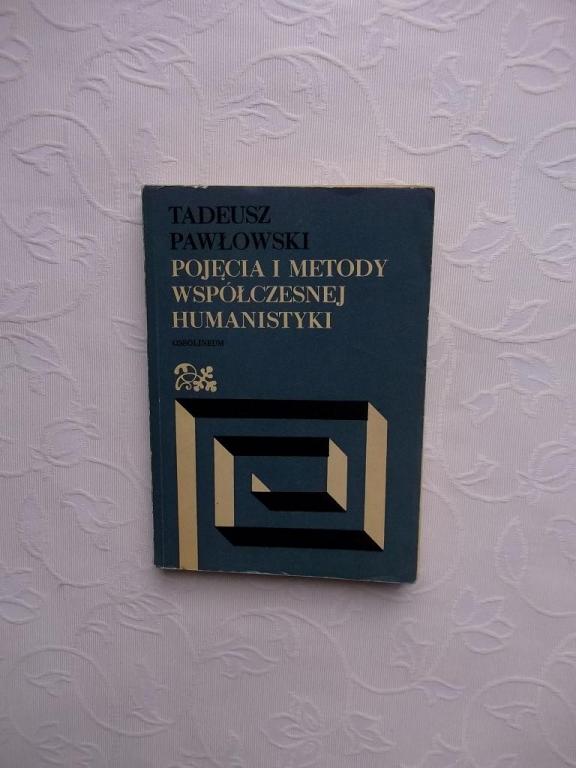 TADEUSZ
PAWŁOWSKI
POJĘCIA I METODY
WSPÓŁCZESNEJ
HUMANISTYKI
OSSOLINEUM